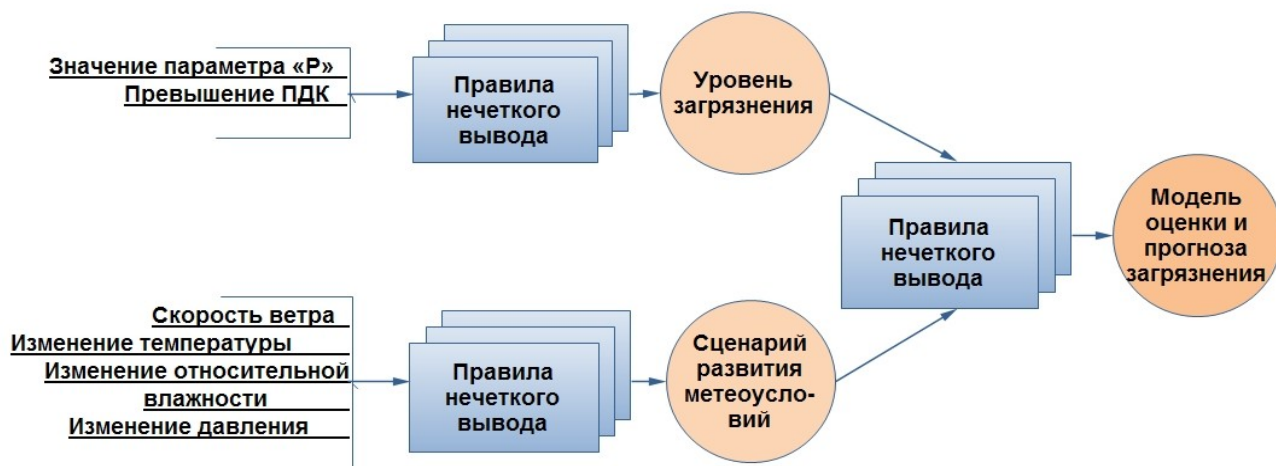 Значение параметра «Р»
Превышение ПДК
Правила
нечеткого
вывода
Уровень
загрязнения
Скорость ветра
Изменение температуры
Изменение относительной
влажности
Изменение давления
Правила
нечеткого
вывода
Сценарий
развития
метеоусло-
вий
Правила
нечеткого
вывода
Модель
оценки и
прогноза
загрязнения